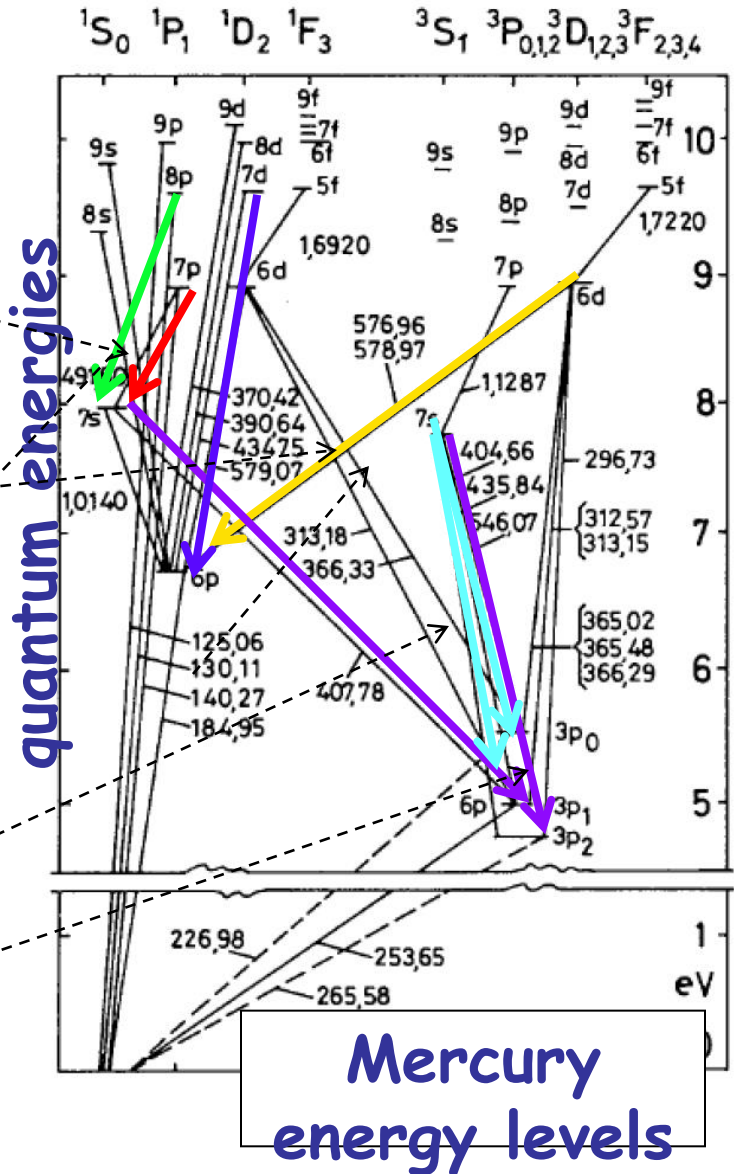 ¹S₀ ¹P₁ ¹D₂ ¹F₃ ³S₁ ³P₀,₁,₂ ³D₁,₂,₃ ³F₂,₃,₄
9s 9p 9d 9f
7f
6f
8s 8p 8d
7d
5f
7p 6d
1,6920
9s 9p 9d 9f
7f
6f
8s 8p 8d
7d
5f
1,7220
7p
6d
10
9
8
7
6
5
1
eV
quantum energies
576,96
578,97
1,1287
7s
7s
370,42
390,64
434,75
579,07
1,0140
404,66
435,84
546,07
296,73
312,57
313,15
313,18
366,33
6p
365,02
365,48
366,29
125,06
130,11
140,27
184,95
407,78
3p₀
6p 3p₁
3p₂
226,98
253,65
265,58
Mercury
energy levels